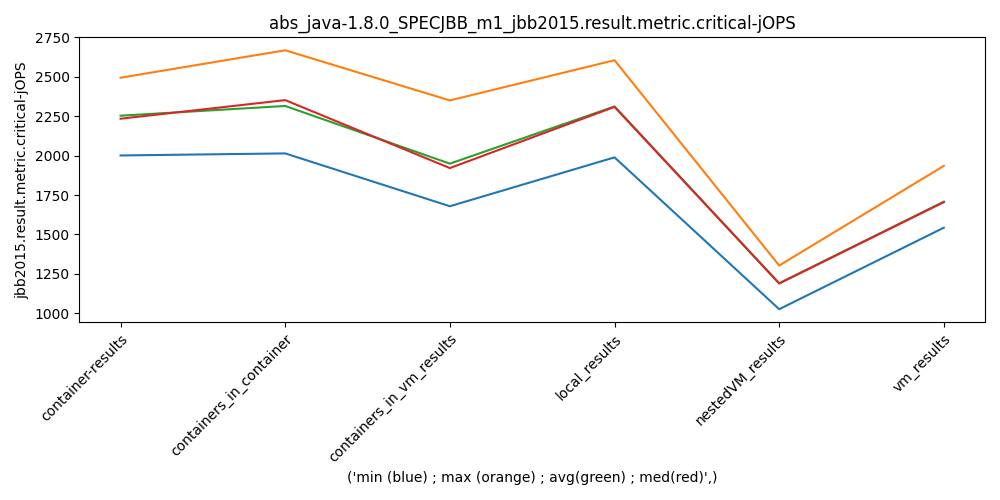 abs_java-1.8.0_SPECJBB_m1_jbb2015.result.metric.critical-jOPS
jbb2015.result.metric.critical-jOPS
2750
2500
2250
2000
1750
1500
1250
1000
container-results
containers_in_container
containers_in_vm_results
local_results
nestedVM_results
vm_results
('min (blue) ; max (orange) ; avg(green) ; med(red)',)